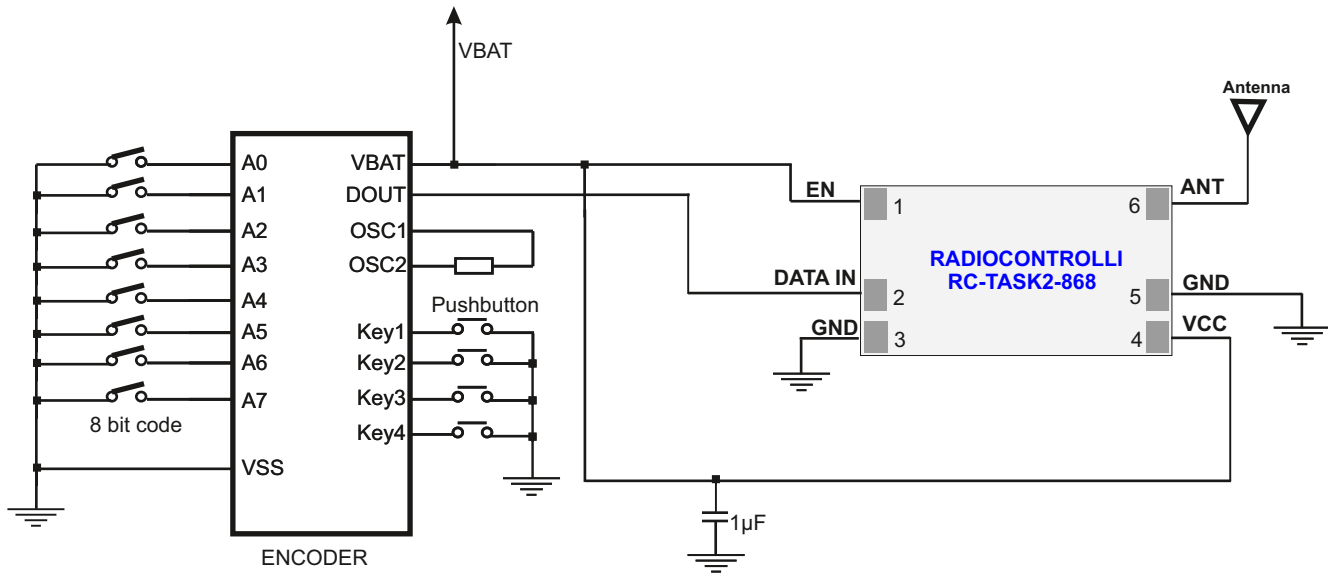 VBAT
Antenna
A0
A1
A2
A3
A4
A5
A6
A7
8 bit code
VSS
VBAT
DOUT
OSC1
OSC2
Pushbutton
Key1
Key2
Key3
Key4
ENCODER
EN
DATA IN
GND
1
2
3
RADIOCONTROLLI
RC-TASK2-868
6
5
4
ANT
GND
VCC
1µF